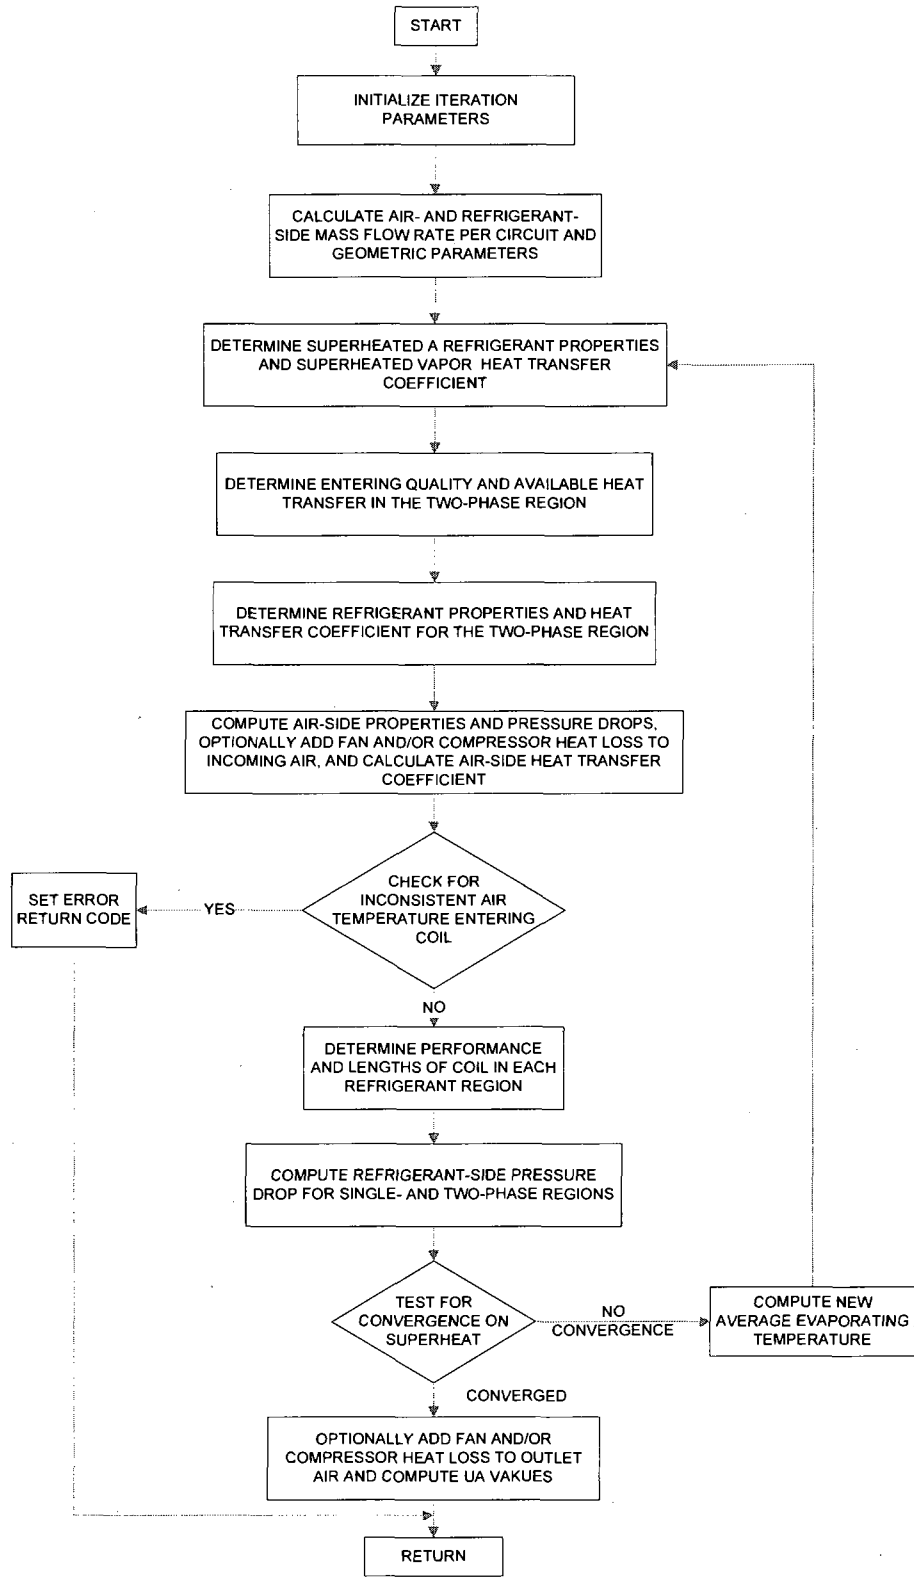 START
INITIALIZE ITERATION
PARAMETERS
CALCULATE AIR- AND REFRIGERANT-
SIDE MASS FLOW RATE PER CIRCUIT AND
GEOMETRIC PARAMETERS
DETERMINE SUPERHEATED A REFRIGERANT PROPERTIES
AND SUPERHEATED VAPOR HEAT TRANSFER
COEFFICIENT
DETERMINE ENTERING QUALITY AND AVAILABLE HEAT
TRANSFER IN THE TWO-PHASE REGION
DETERMINE REFRIGERANT PROPERTIES AND HEAT
TRANSFER COEFFICIENT FOR THE TWO-PHASE REGION
COMPUTE AIR-SIDE PROPERTIES AND PRESSURE DROPS,
OPTIONALLY ADD FAN AND/OR COMPRESSOR HEAT LOSS TO
INCOMING AIR, AND CALCULATE AIR-SIDE HEAT TRANSFER
COEFFICIENT
CHECK FOR
INCONSISTENT AIR
TEMPERATURE ENTERING
COIL
YES
SET ERROR
RETURN CODE
NO
DETERMINE PERFORMANCE
AND LENGTHS OF COIL IN EACH
REFRIGERANT REGION
COMPUTE REFRIGERANT-SIDE PRESSURE
DROP FOR SINGLE- AND TWO-PHASE REGIONS
TEST FOR
CONVERGENCE ON
SUPERHEAT
NO
CONVERGENCE
COMPUTE NEW
AVERAGE EVAPORATING
TEMPERATURE
CONVERGED
OPTIONALLY ADD FAN AND/OR
COMPRESSOR HEAT LOSS TO OUTLET
AIR AND COMPUTE UA VAKUES
RETURN